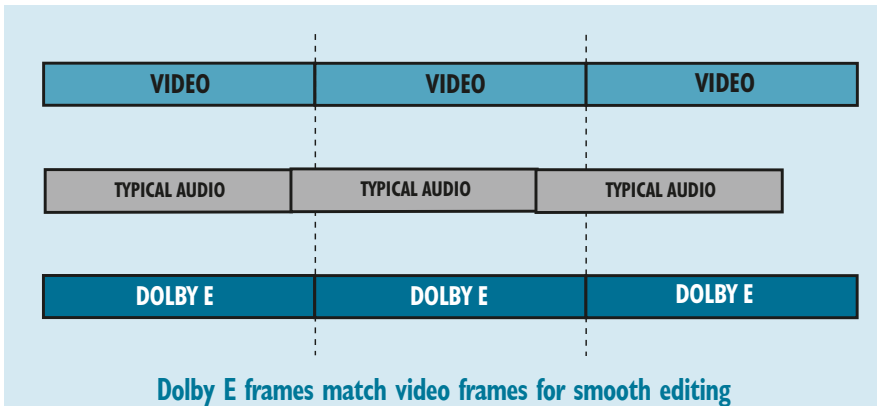 VIDEO VIDEO VIDEO
TYPICAL AUDIO TYPICAL AUDIO TYPICAL AUDIO
DOLBY E DOLBY E DOLBY E
Dolby E frames match video frames for smooth editing